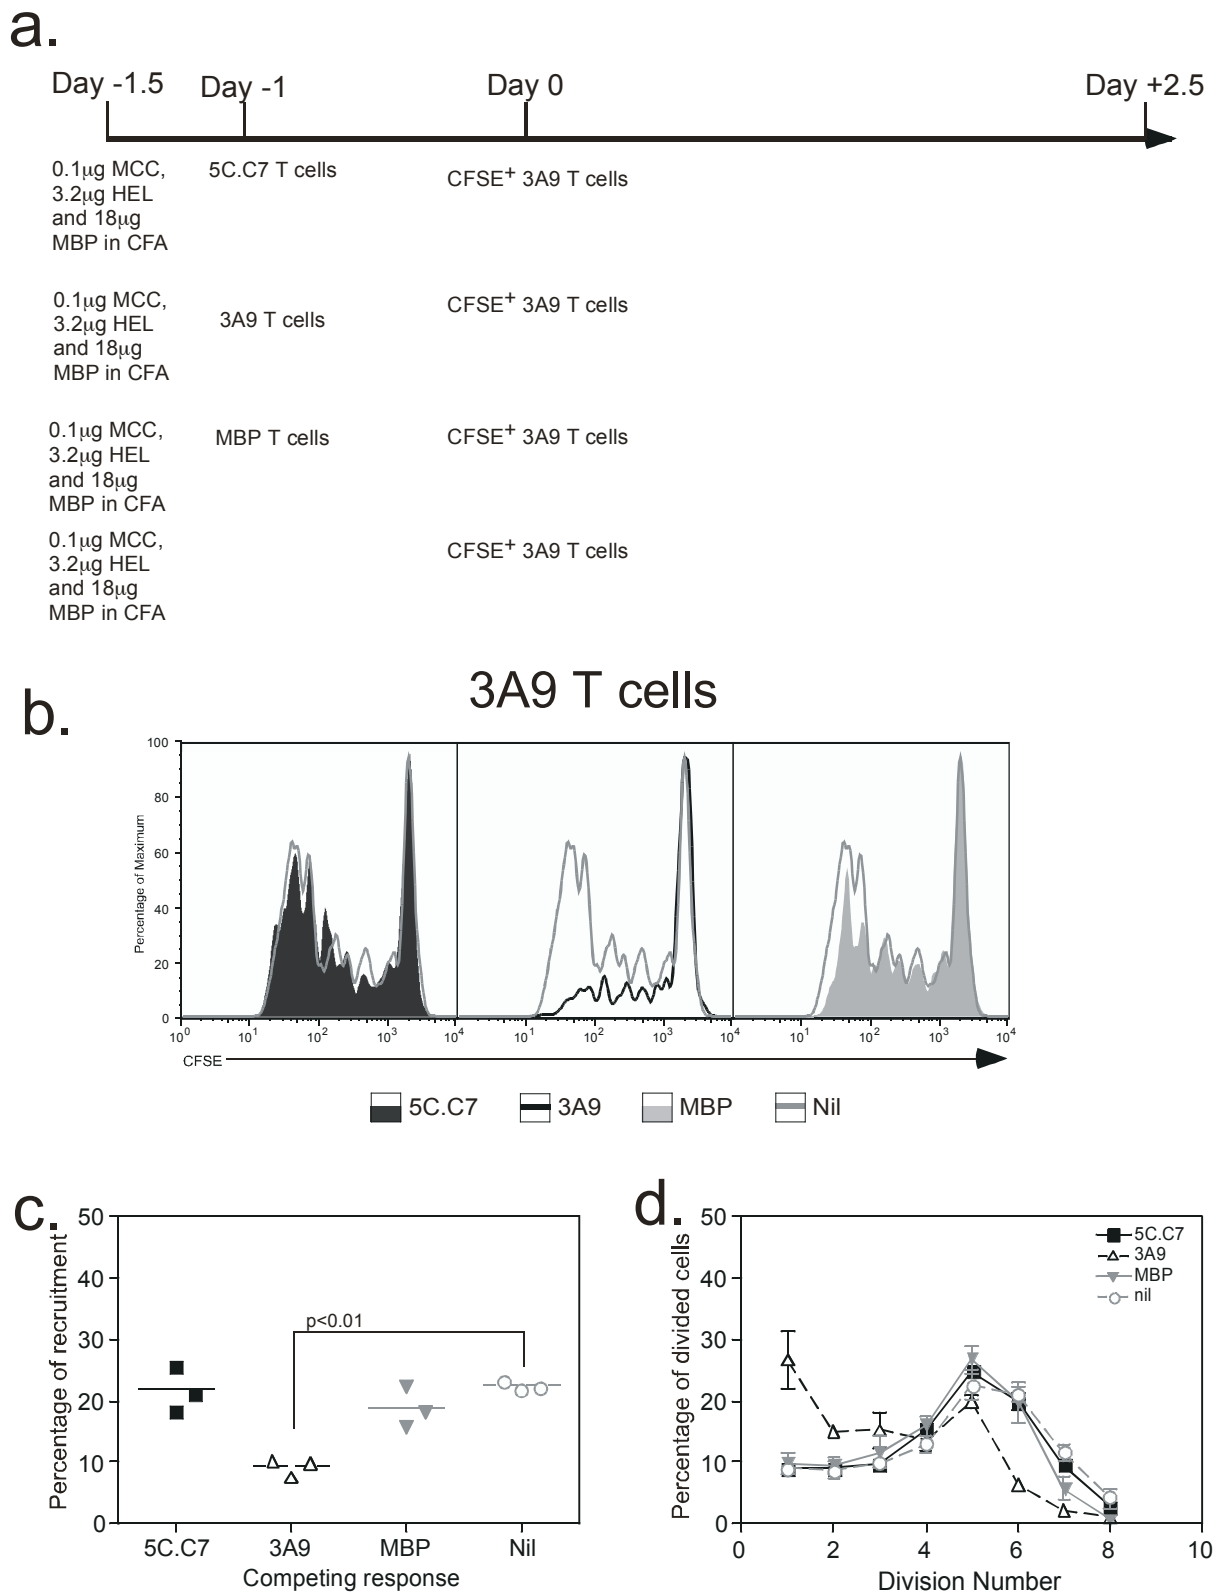 a.
Day -1.5
Day -1
Day 0
Day +2.5
0.1µg MCC,
3.2µg HEL
and 18µg
MBP in CFA
5C.C7 T cells
CFSE+ 3A9 T cells
0.1µg MCC,
3.2µg HEL
and 18µg
MBP in CFA
3A9 T cells
CFSE+ 3A9 T cells
0.1µg MCC,
3.2µg HEL
and 18µg
MBP in CFA
MBP T cells
CFSE+ 3A9 T cells
0.1µg MCC,
3.2µg HEL
and 18µg
MBP in CFA
CFSE+ 3A9 T cells
b.
3A9 T cells
Percentage of Maximum
100
80
60
40
20
0
10^0 10^1 10^2 10^3 10^4 10^1 10^2 10^3 10^4 10^1 10^2 10^3 10^4
CFSE
5C.C7
3A9
MBP
Nil
c.
Percentage of recruitment
50
40
30
20
10
0
p<0.01
5C.C7 3A9 MBP Nil
Competing response
d.
Percentage of divided cells
50
40
30
20
10
0
5C.C7
3A9
MBP
nil
0 2 4 6 8 10
Division Number